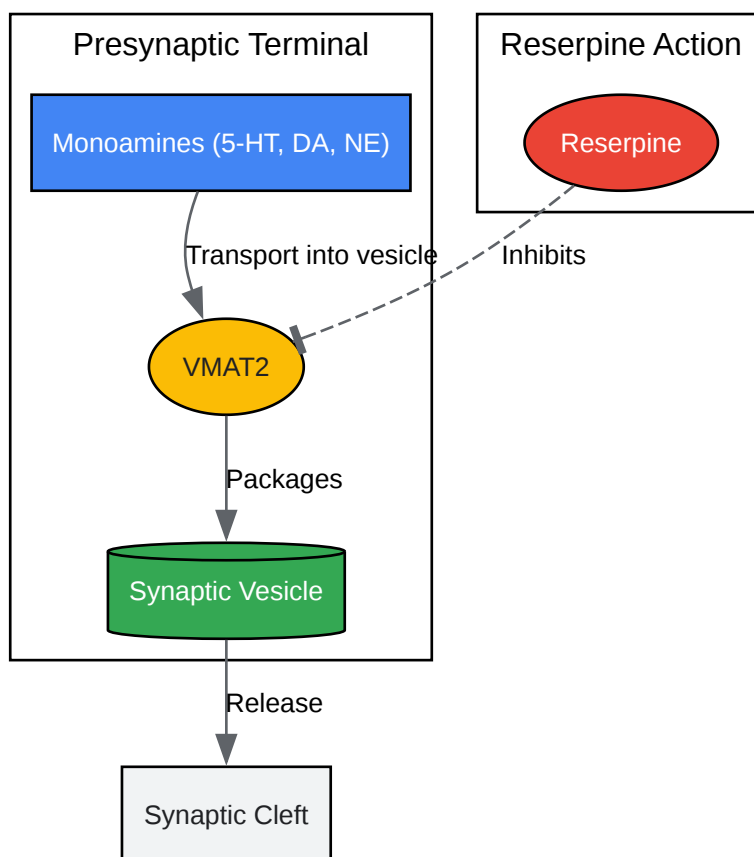 Presynaptic Terminal
Reserpine Action
Monoamines (5-HT, DA, NE)
Reserpine
Transport into vesicle
Inhibits
VMAT2
Packages
Synaptic Vesicle
Release
Synaptic Cleft